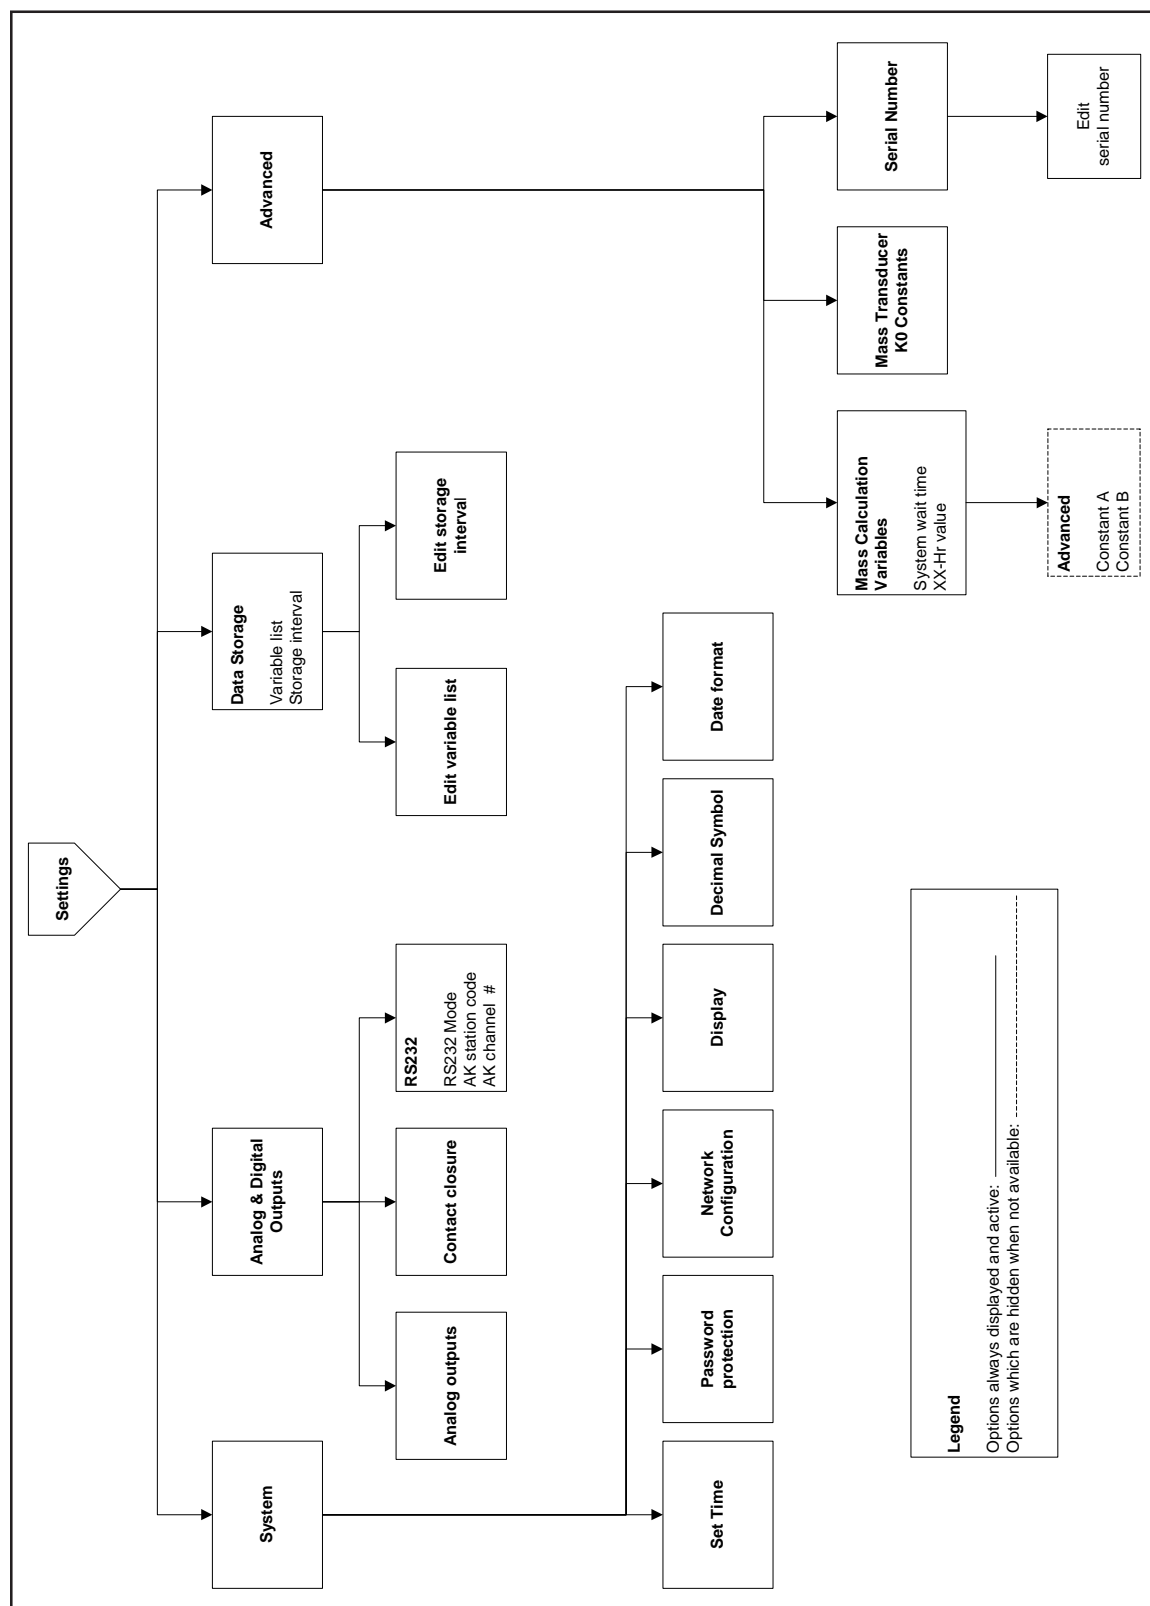 Settings
System
Analog & Digital
Outputs
Data Storage
Variable list
Storage interval
Advanced
Analog outputs
Contact closure
RS232
RS232 Mode
AK station code
AK channel  #
Edit variable list
Edit storage
interval
Set Time
Password
protection
Network
Configuration
Display
Decimal Symbol
Date format
Mass Calculation
Variables
System wait time
XX-Hr value
Mass Transducer
K0 Constants
Serial Number
Advanced
Constant A
Constant B
Edit
serial number
Legend
Options always displayed and active:
Options which are hidden when not available: